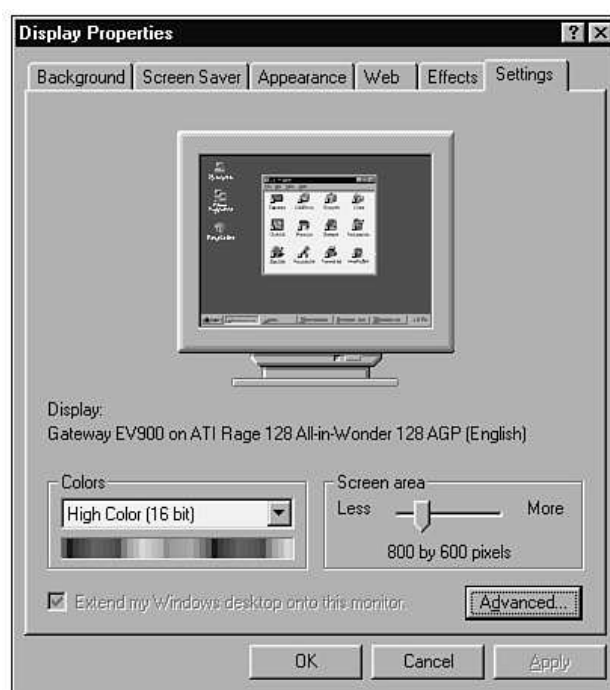 Display Properties
Background Screen Saver Appearance Web Effects Settings
Display:
Gateway EV900 on ATI Rage 128 All-in-Wonder 128 AGP (English)
Colors
High Color (16 bit)
Screen area
Less More
800 by 600 pixels
Extend my Windows desktop onto this monitor.
Advanced...
OK Cancel Apply